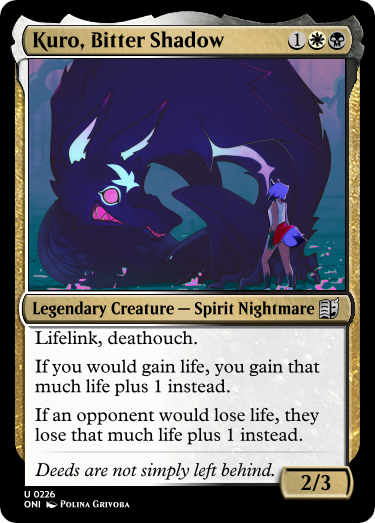 Kuro, Bitter Shadow 1
Legendary Creature — Spirit Nightmare
Lifelink, deathouch.
If you would gain life, you gain that
much life plus 1 instead.
If an opponent would lose life, they
lose that much life plus 1 instead.
Deeds are not simply left behind.
2/3
U 0226
ONI Polina Grivoba